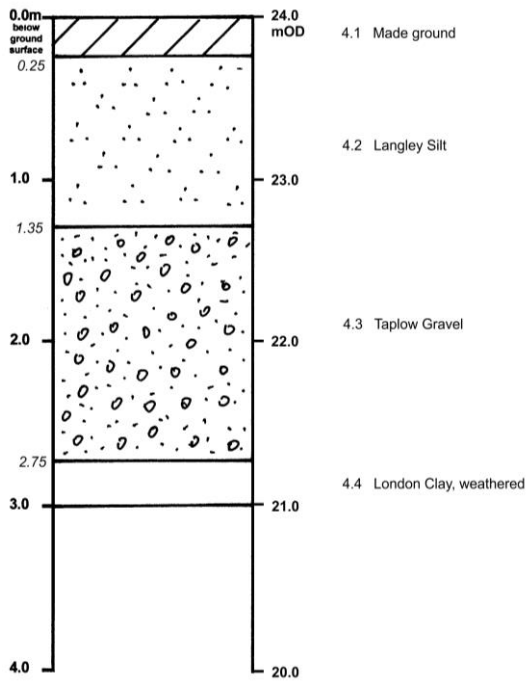 0.0m
below
ground
surface
24.0
mOD
4.1 Made ground
0.25
4.2 Langley Silt
1.0
23.0
1.35
4.3 Taplow Gravel
2.0
22.0
2.75
4.4 London Clay, weathered
3.0
21.0
4.0
20.0